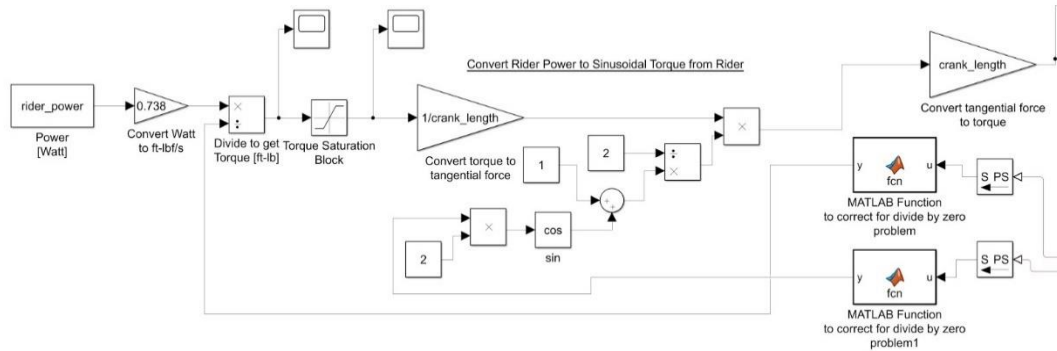 Convert Rider Power to Sinusoidal Torque from Rider
rider_power
Power
[Watt]
0.738
Convert Watt
to ft-lbf/s
×
÷
Divide to get
Torque [ft-lb]
Torque Saturation
Block
1/crank_length
Convert torque to
tangential force
1
2
÷
×
×
crank_length
Convert tangential force
to torque
+
+
2
×
cos
sin
y
fcn
u
S PS
MATLAB Function
to correct for divide by zero
problem
y
fcn
u
S PS
MATLAB Function
to correct for divide by zero
problem1